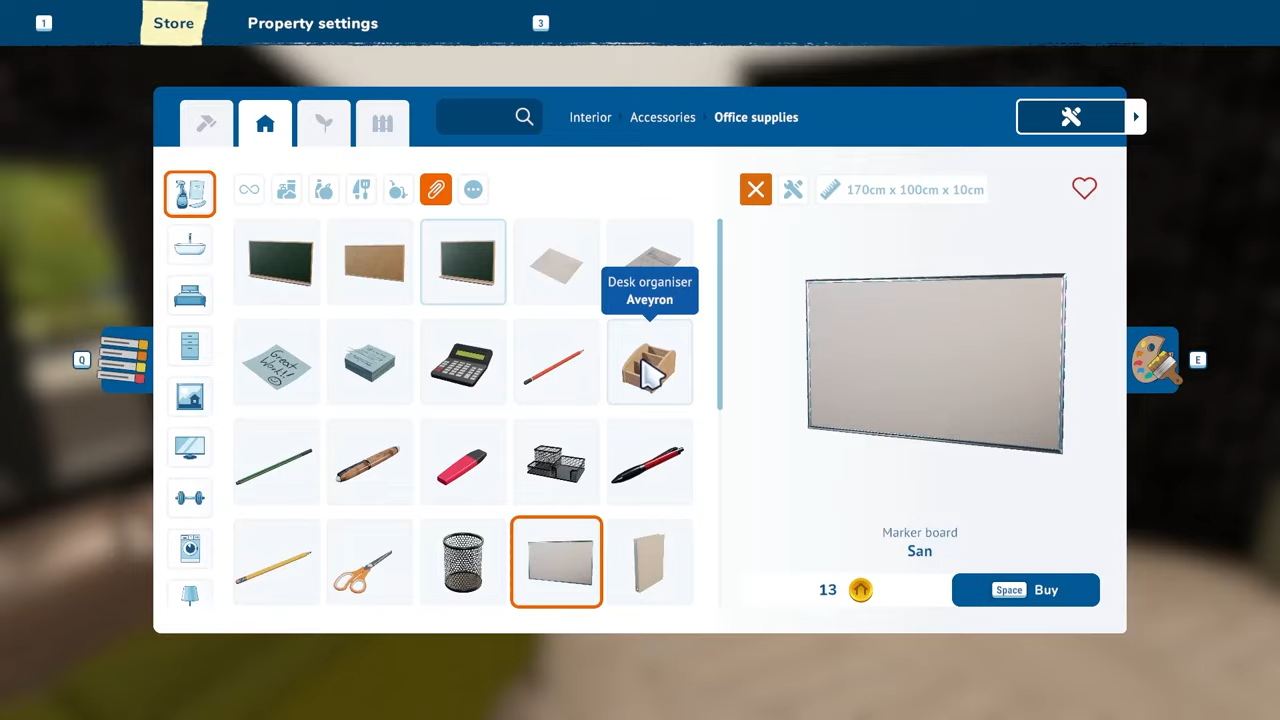 1
Store
Property settings
3
Interior
Accessories
Office supplies
170cm x 100cm x 10cm
Desk organiser
Aveyron
Great
Work!!
Q
E
Marker board
San
13
Space
Buy